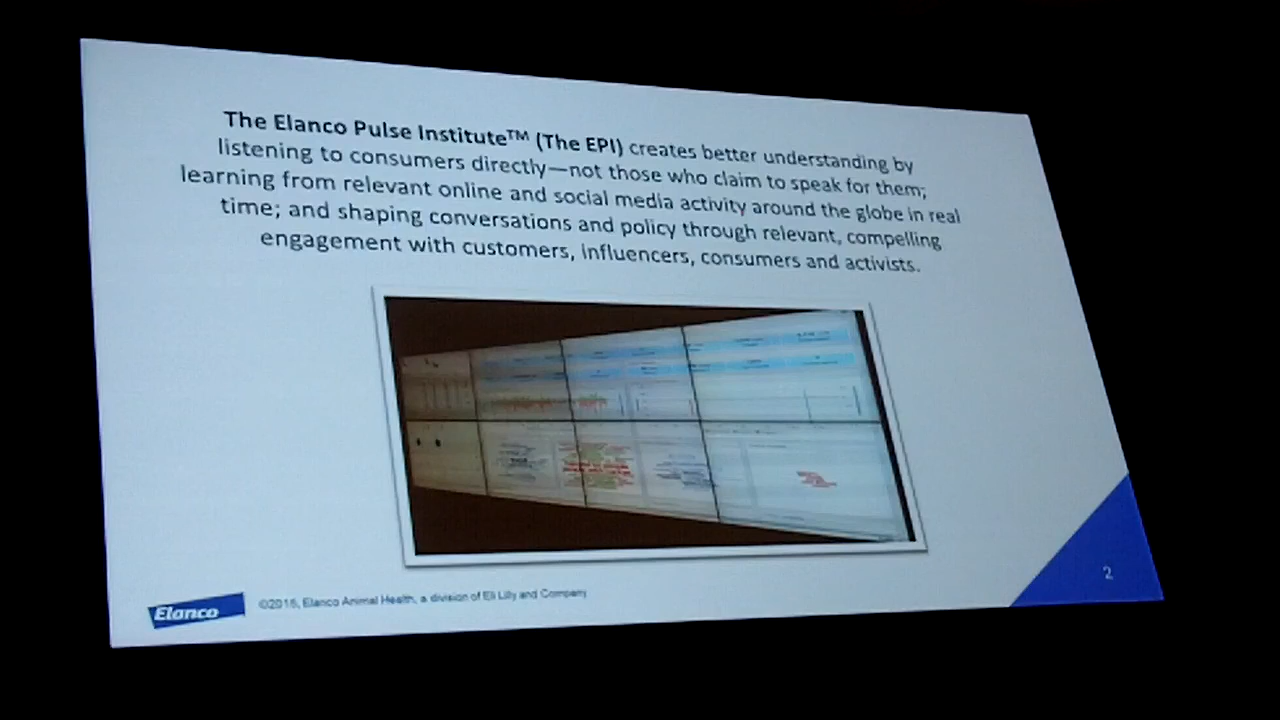 The Elanco Pulse Institute™ (The EPI) creates better understanding by
listening to consumers directly—not those who claim to speak for them;
learning from relevant online and social media activity around the globe in real
time; and shaping conversations and policy through relevant, compelling
engagement with customers, influencers, consumers and activists.
Elanco
©2015, Elanco Animal Health, a division of Eli Lilly and Company
2